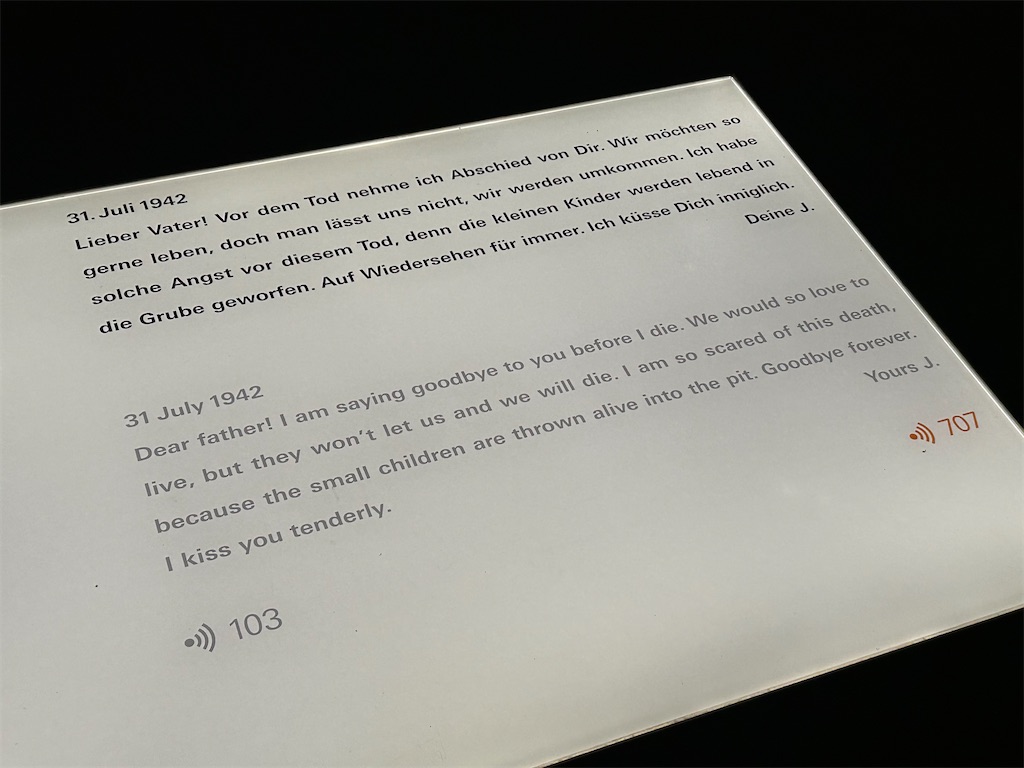 31. Juli 1942
Lieber Vater! Vor dem Tod nehme ich Abschied von Dir. Wir möchten so
gerne leben, doch man lässt uns nicht, wir werden umkommen. Ich habe
solche Angst vor diesem Tod, denn die kleinen Kinder werden lebend in
die Grube geworfen. Auf Wiedersehen für immer. Ich küsse Dich inniglich.
Deine J.
31 July 1942
Dear father! I am saying goodbye to you before I die. We would so love to
live, but they won't let us and we will die. I am so scared of this death,
because the small children are thrown alive into the pit. Goodbye forever.
I kiss you tenderly.
Yours J.
707
103